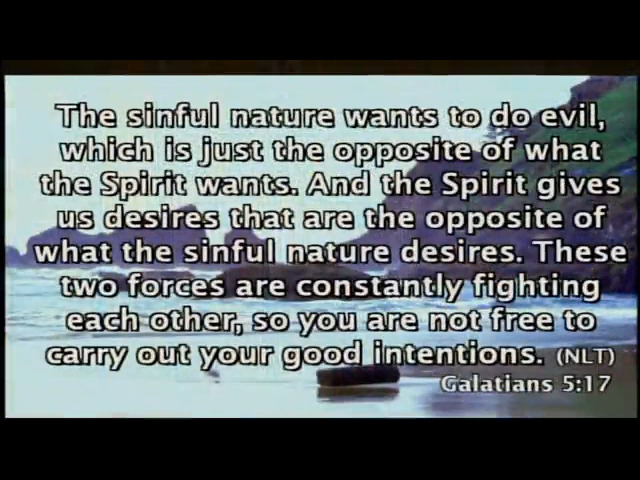 The sinful nature wants to do evil,
which is just the opposite of what
the Spirit wants. And the Spirit gives
us desires that are the opposite of
what the sinful nature desires. These
two forces are constantly fighting
each other, so you are not free to
carry out your good intentions. (NLT)
Galatians 5:17